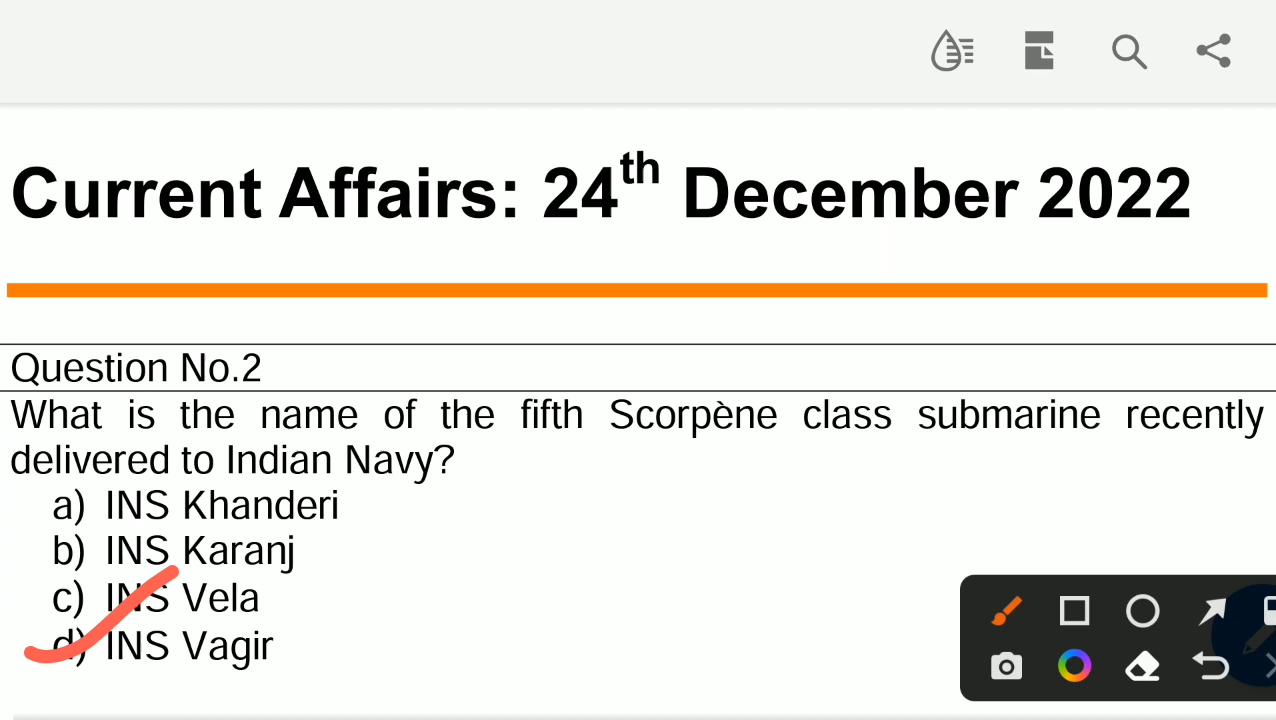 Current Affairs: 24th December 2022
Question No.2
What is the name of the fifth Scorpène class submarine recently
delivered to Indian Navy?
a) INS Khanderi
b) INS Karanj
c) INS Vela
d) INS Vagir